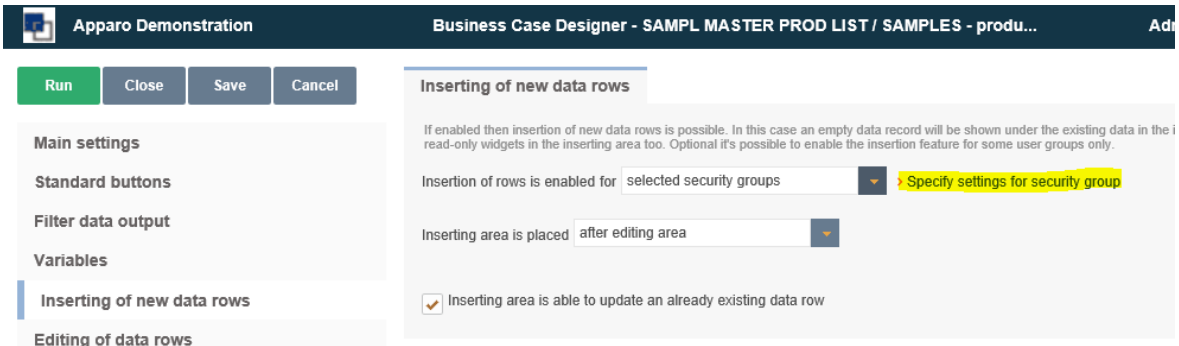 Apparo Demonstration
Business Case Designer - SAMPL MASTER PROD LIST / SAMPLES - produ...
Run
Close
Save
Cancel
Main settings
Standard buttons
Filter data output
Variables
Inserting of new data rows
Editing of data rows
Inserting of new data rows
If enabled then insertion of new data rows is possible. In this case an empty data record will be shown under the existing data in the
read-only widgets in the inserting area too. Optional it's possible to enable the insertion feature for some user groups only.
Insertion of rows is enabled for selected security groups > Specify settings for security group
Inserting area is placed after editing area
Inserting area is able to update an already existing data row